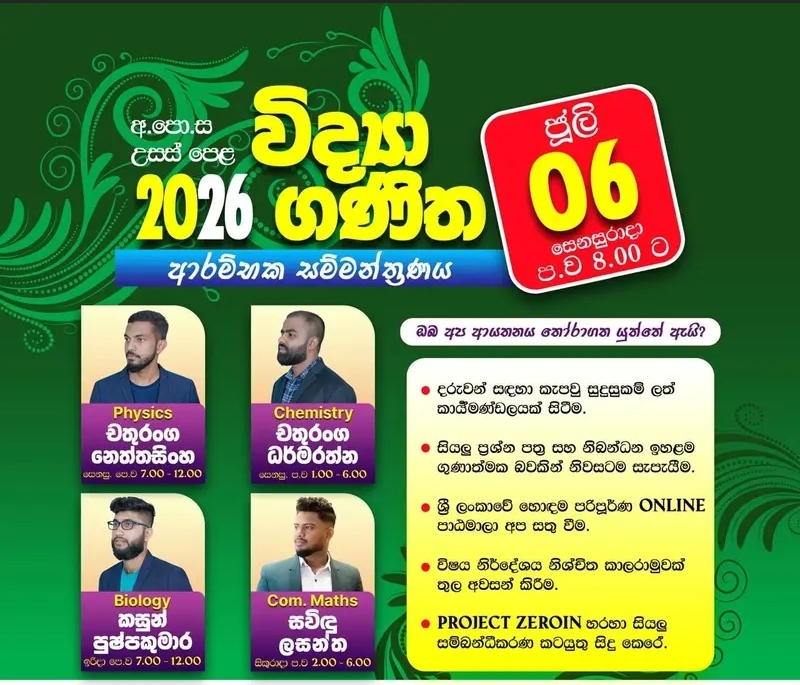 අ.පො.ස
උසස් පෙළ
විද්‍යා
2026 ගණිත
ආරම්භක සම්මන්ත්‍රණය
ජූලි
06
සෙනසුරාදා
ප.ව 8.00 ට
Physics
චතුරංග
නෙත්තසිංහ
සෙනසු. පෙ.ව 7.00 - 12.00
Chemistry
චතුරංග
ධර්මරත්න
සෙනසු. ප.ව 1.00 - 6.00
Biology
කසුන්
පුෂ්පකුමාර
ඉරිදා පෙ.ව 7.00 - 12.00
Com. Maths
සවිඳු
ලසන්ත
සිකුරාදා ප.ව 2.00 - 6.00
ඔබ අප ආයතනය තෝරාගත යුත්තේ ඇයි?
• දරුවන් සඳහා කැපවූ සුදුසුකම් ලත්
කාර්‍ය්මණ්ඩලයක් සිටීම.
• සියලු ප්‍රශ්න පත්‍ර සහ නිබන්ධන ඉහළම
ගුණාත්මක බවකින් නිවසටම සැපයීම.
• ශ්‍රී ලංකාවේ හොඳම පරිපූර්ණ ONLINE
පාඨමාලා අප සතු වීම.
• විෂය නිර්දේශය නිශ්චිත කාලරාමුවක්
තුල අවසන් කිරීම.
• PROJECT ZEROIN හරහා සියලු
සම්බන්ධීකරණ කටයුතු සිදු කෙරේ.